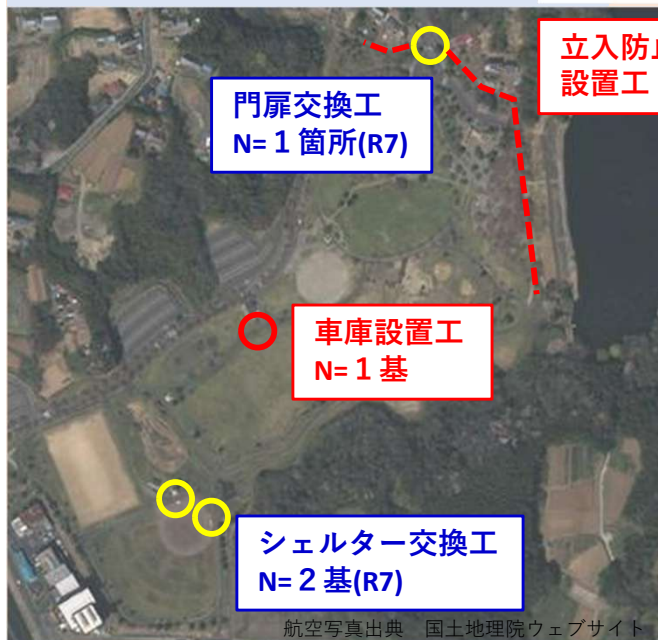 立入防止
設置工
門扉交換工
N=１箇所(R7)
車庫設置工
N=１基
シェルター交換工
N=２基(R7)
航空写真出典　国土地理院ウェブサイト